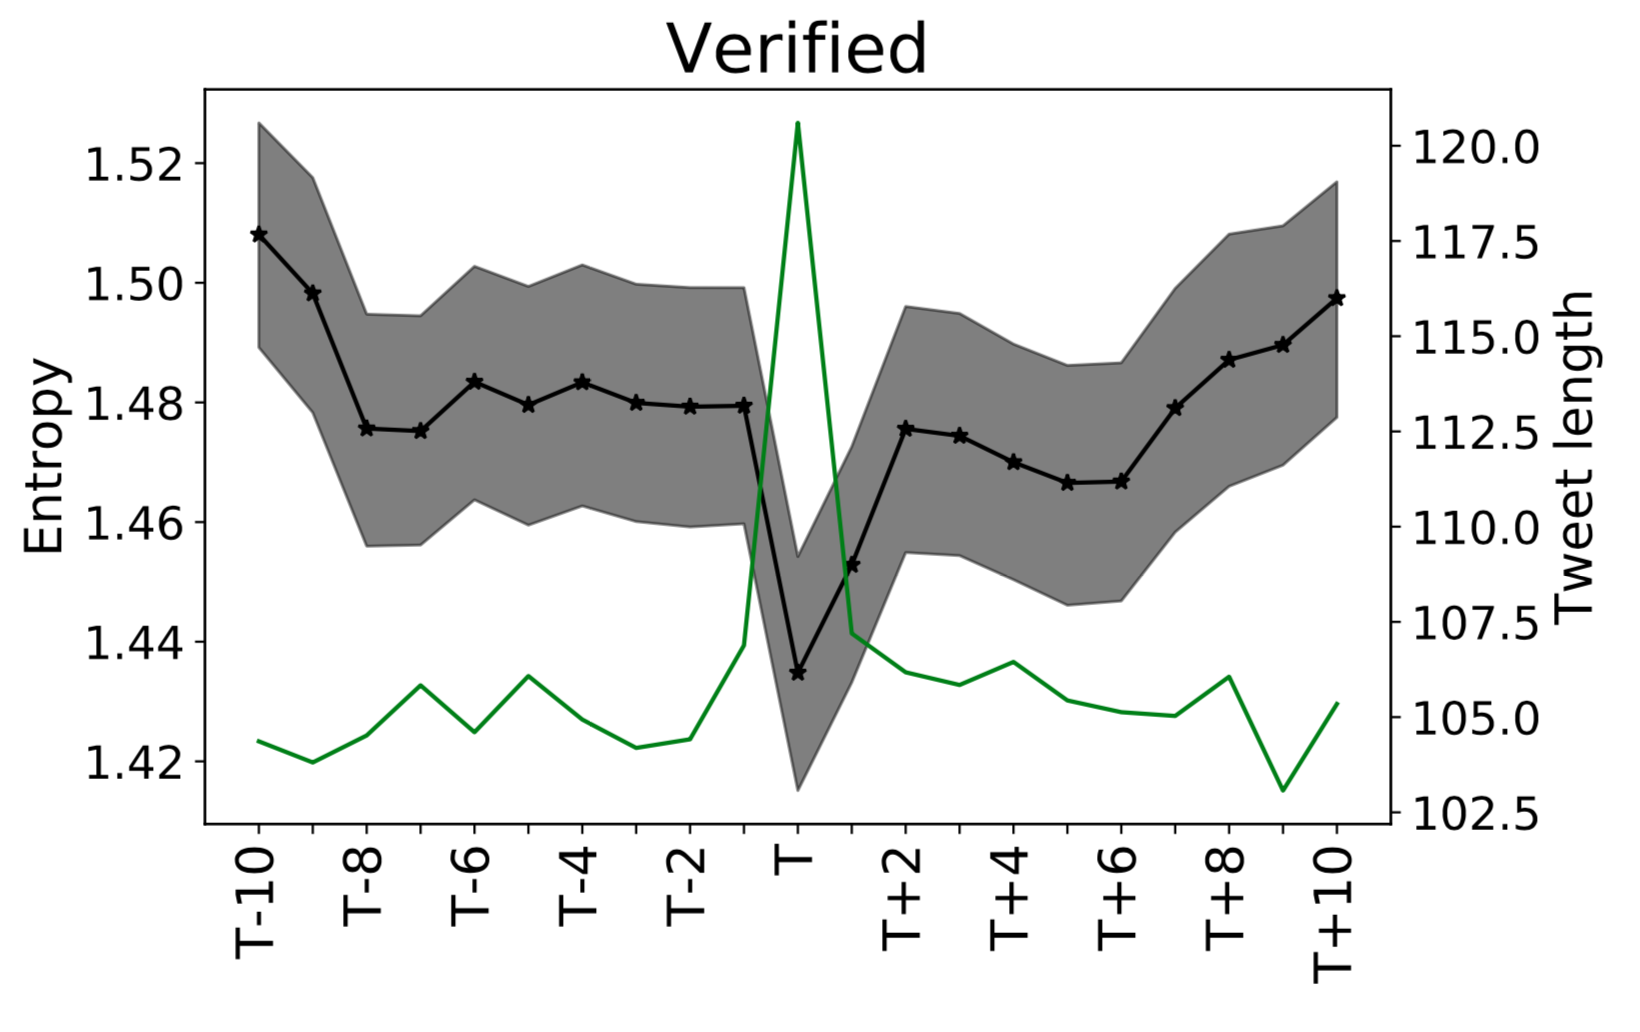 Verified
Entropy
1.52
1.50
1.48
1.46
1.44
1.42
120.0
117.5
115.0
112.5
110.0
107.5
105.0
102.5
Tweet length
T-10
T-8
T-6
T-4
T-2
T
T+2
T+4
T+6
T+8
T+10